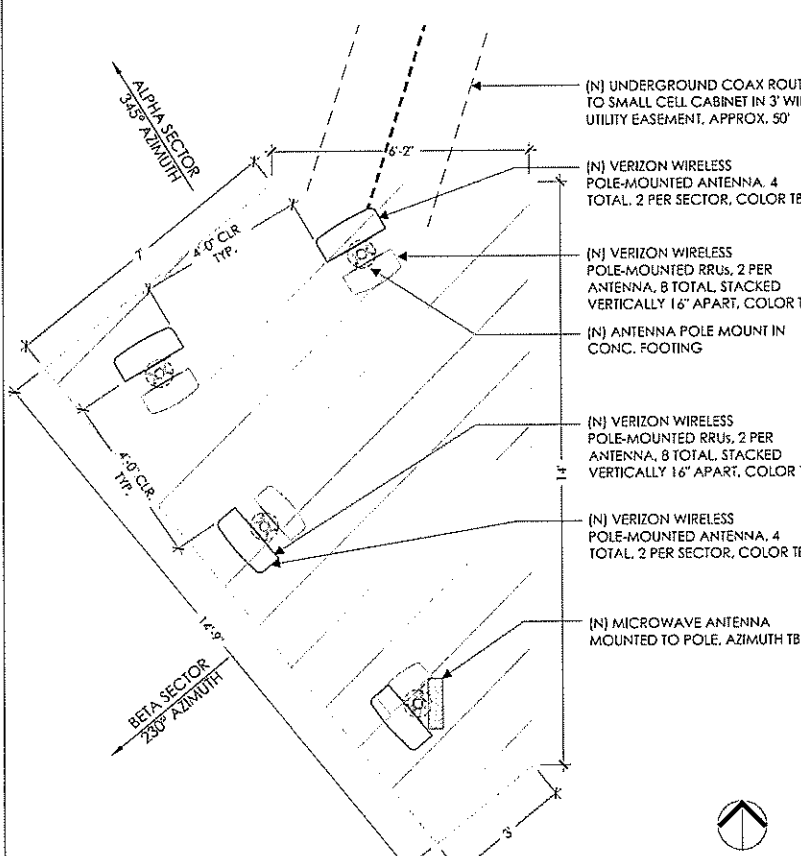 ALPHA SECTOR
345° AZIMUTH
6'-2"
7'
4'-0" CLR
TYP.
(N) UNDERGROUND COAX ROUT
TO SMALL CELL CABINET IN 3' WI
UTILITY EASEMENT, APPROX. 50'
(N) VERIZON WIRELESS
POLE-MOUNTED ANTENNA, 4
TOTAL, 2 PER SECTOR, COLOR TB
(N) VERIZON WIRELESS
POLE-MOUNTED RRUs, 2 PER
ANTENNA, 8 TOTAL, STACKED
VERTICALLY 16" APART, COLOR T
(N) ANTENNA POLE MOUNT IN
CONC. FOOTING
4'-0" CLR.
TYP.
(N) VERIZON WIRELESS
POLE-MOUNTED RRUs, 2 PER
ANTENNA, 8 TOTAL, STACKED
VERTICALLY 16" APART, COLOR T
14'
(N) VERIZON WIRELESS
POLE-MOUNTED ANTENNA, 4
TOTAL, 2 PER SECTOR, COLOR TB
14'-9"
(N) MICROWAVE ANTENNA
MOUNTED TO POLE, AZIMUTH TB
BETA SECTOR
230° AZIMUTH
3'